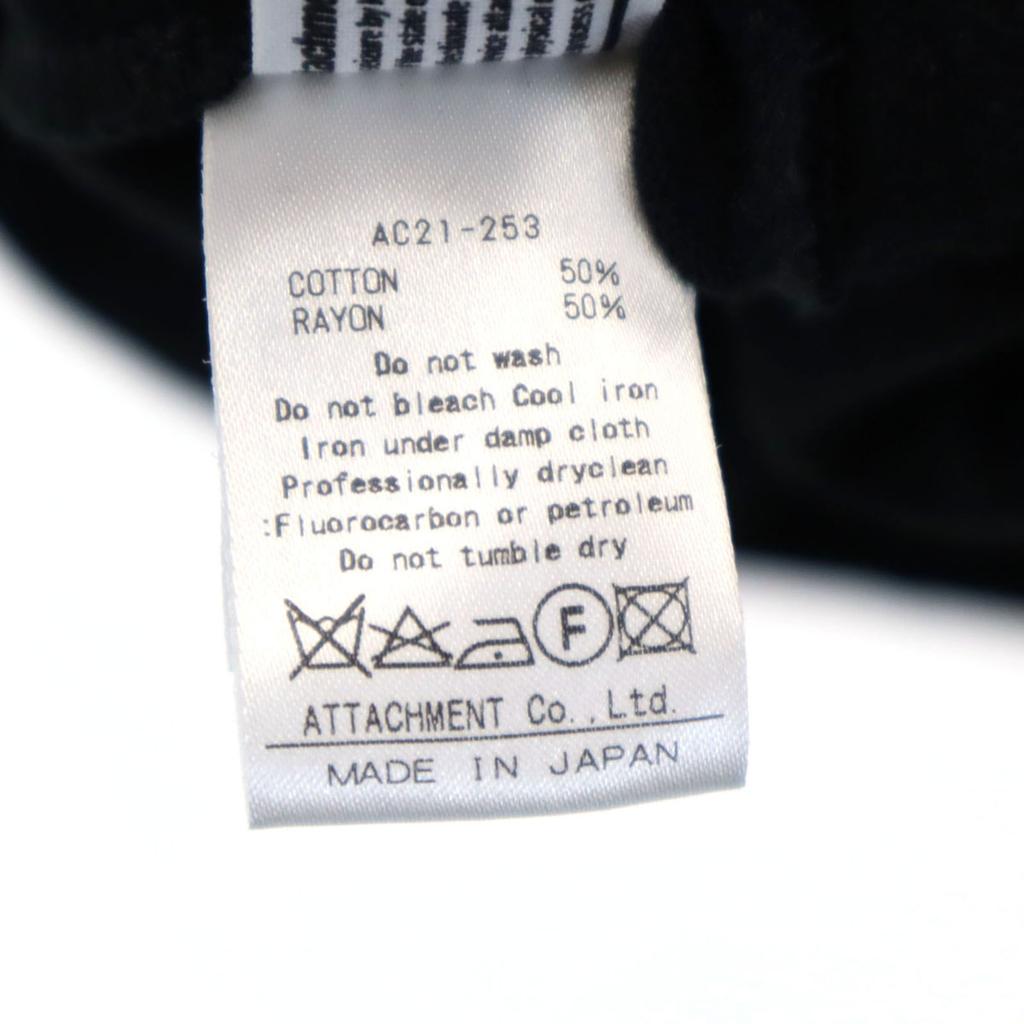 AC21-253
COTTON 50%
RAYON 50%
Do not wash
Do not bleach Cool iron
Iron under damp cloth
Professionally dryclean
:Fluorocarbon or petroleum
Do not tumble dry
F
ATTACHMENT Co.,Ltd.
MADE IN JAPAN